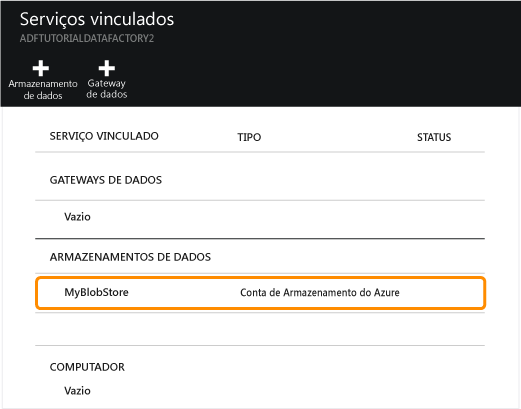 Serviços vinculados
ADFTUTORIALDATAFACTORY2
Armazenamento
de dados
Gateway
de dados
SERVIÇO VINCULADO TIPO STATUS
GATEWAYS DE DADOS
Vazio
ARMAZENAMENTOS DE DADOS
MyBlobStore Conta de Armazenamento do Azure
COMPUTADOR
Vazio